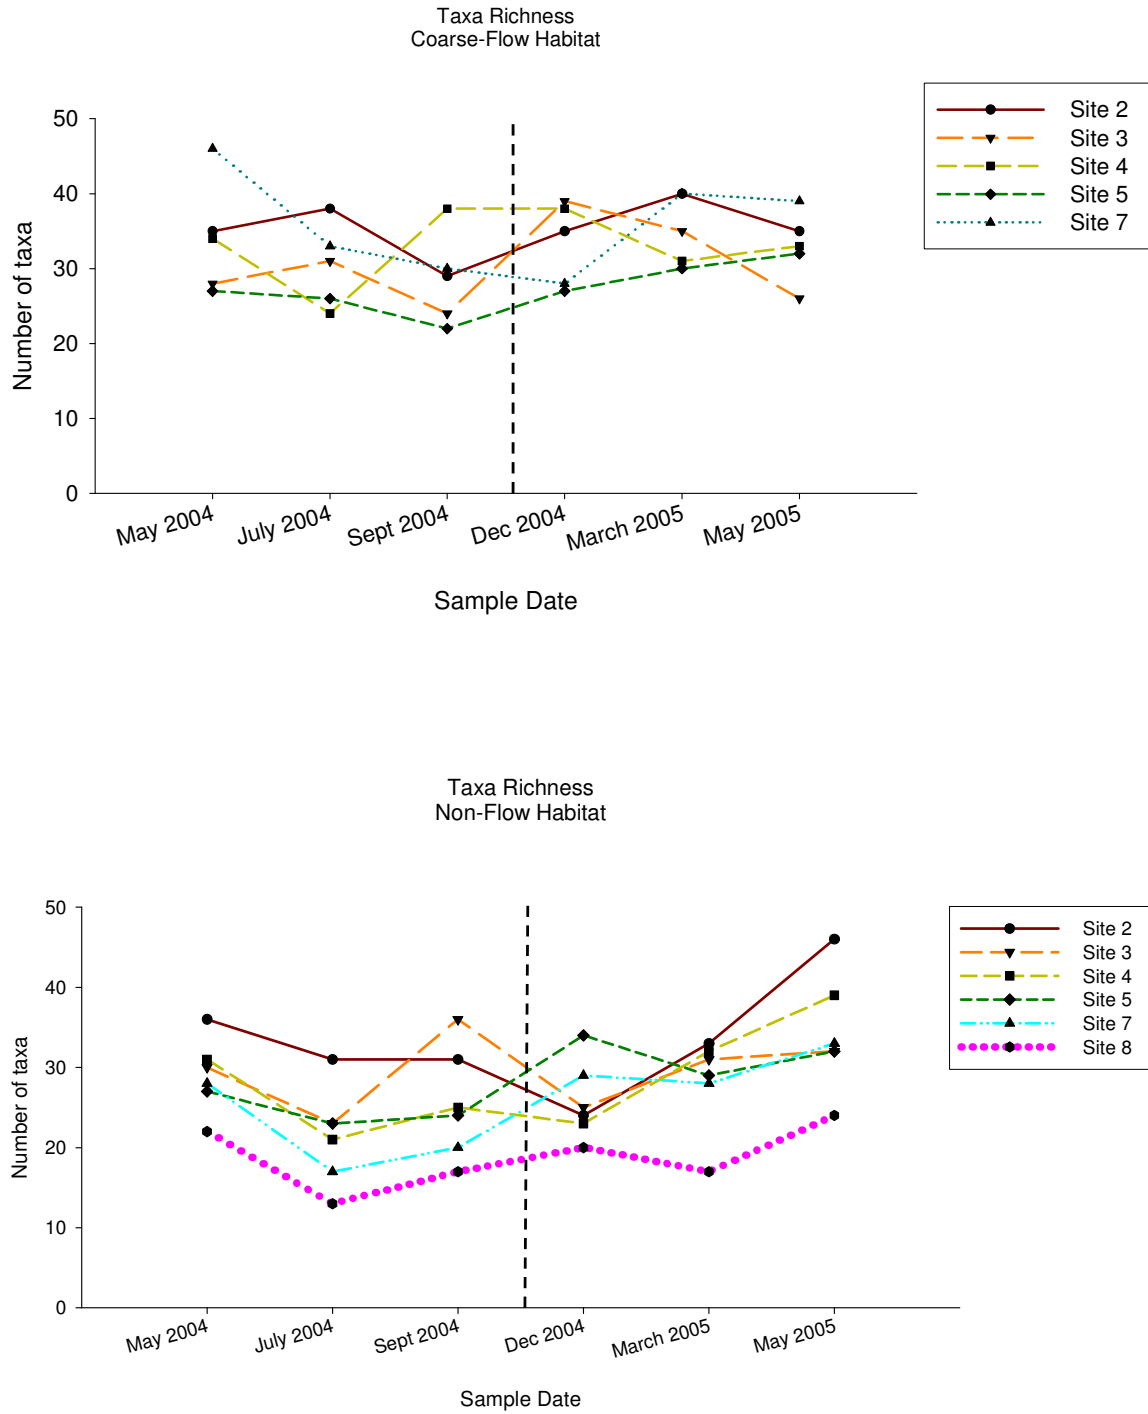 Taxa Richness
Coarse-Flow Habitat
Site 2
Site 3
Site 4
Site 5
Site 7
50
40
30
20
10
0
Number of taxa
May 2004
July 2004
Sept 2004
Dec 2004
March 2005
May 2005
Sample Date
Taxa Richness
Non-Flow Habitat
Site 2
Site 3
Site 4
Site 5
Site 7
Site 8
50
40
30
20
10
0
Number of taxa
May 2004
July 2004
Sept 2004
Dec 2004
March 2005
May 2005
Sample Date